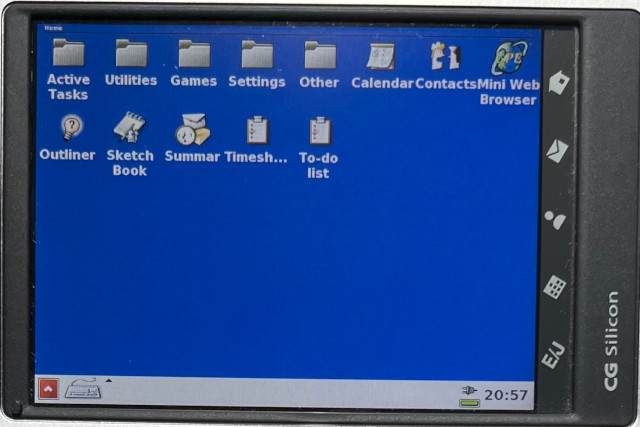 Home
Active Tasks
Utilities
Games
Settings
Other
Calendar
Contacts
Mini Web Browser
Outliner
Sketch Book
Summar
Timesh...
To-do list
20:57
E/J
CG Silicon